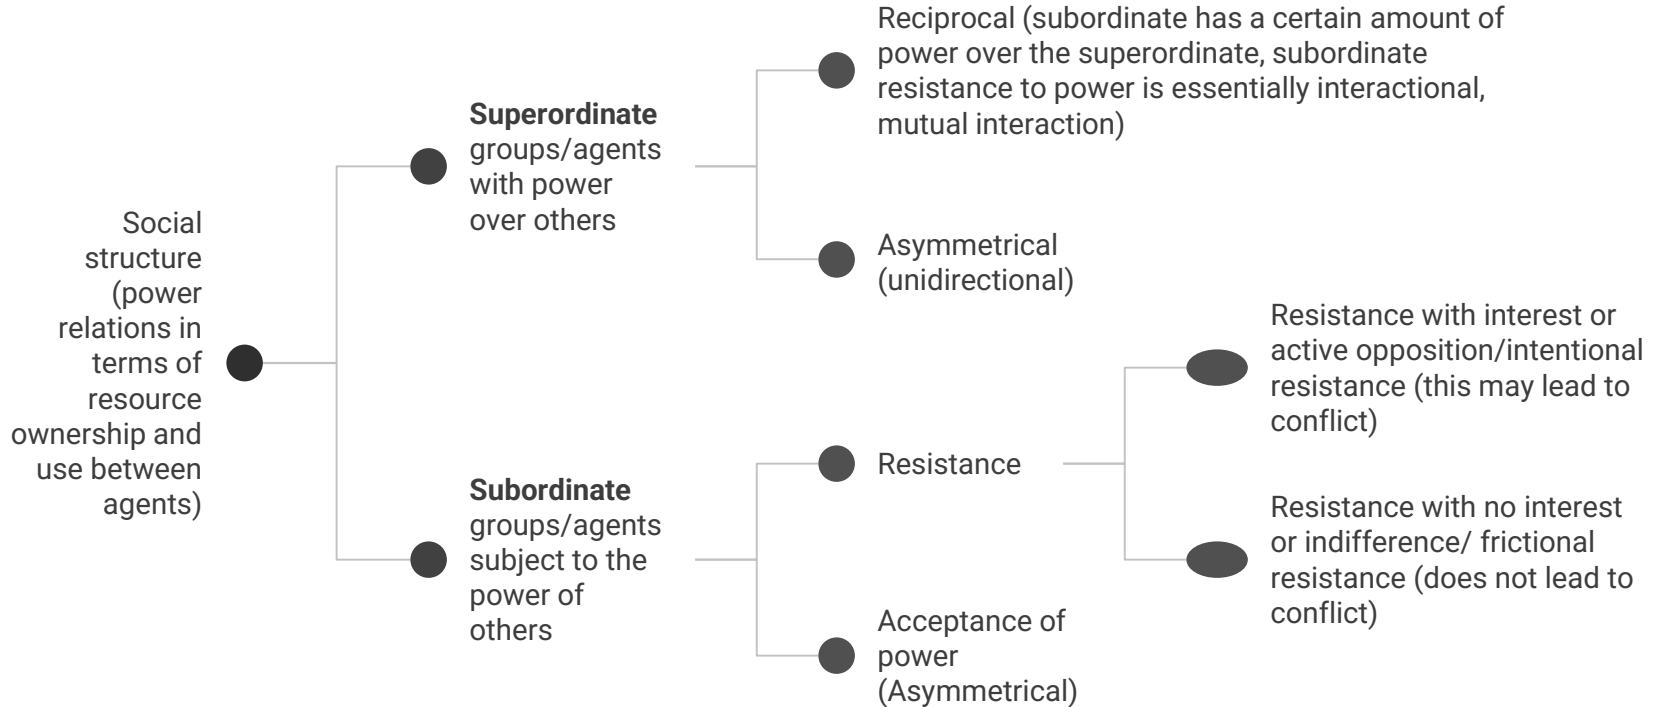 Social
structure
(power
relations in
terms of
resource
ownership and
use between
agents)
Superordinate
groups/agents
with power
over others
Reciprocal (subordinate has a certain amount of
power over the superordinate, subordinate
resistance to power is essentially interactional,
mutual interaction)
Asymmetrical
(unidirectional)
Subordinate
groups/agents
subject to the
power of
others
Resistance
Resistance with interest or
active opposition/intentional
resistance (this may lead to
conflict)
Resistance with no interest
or indifference/ frictional
resistance (does not lead to
conflict)
Acceptance of
power
(Asymmetrical)